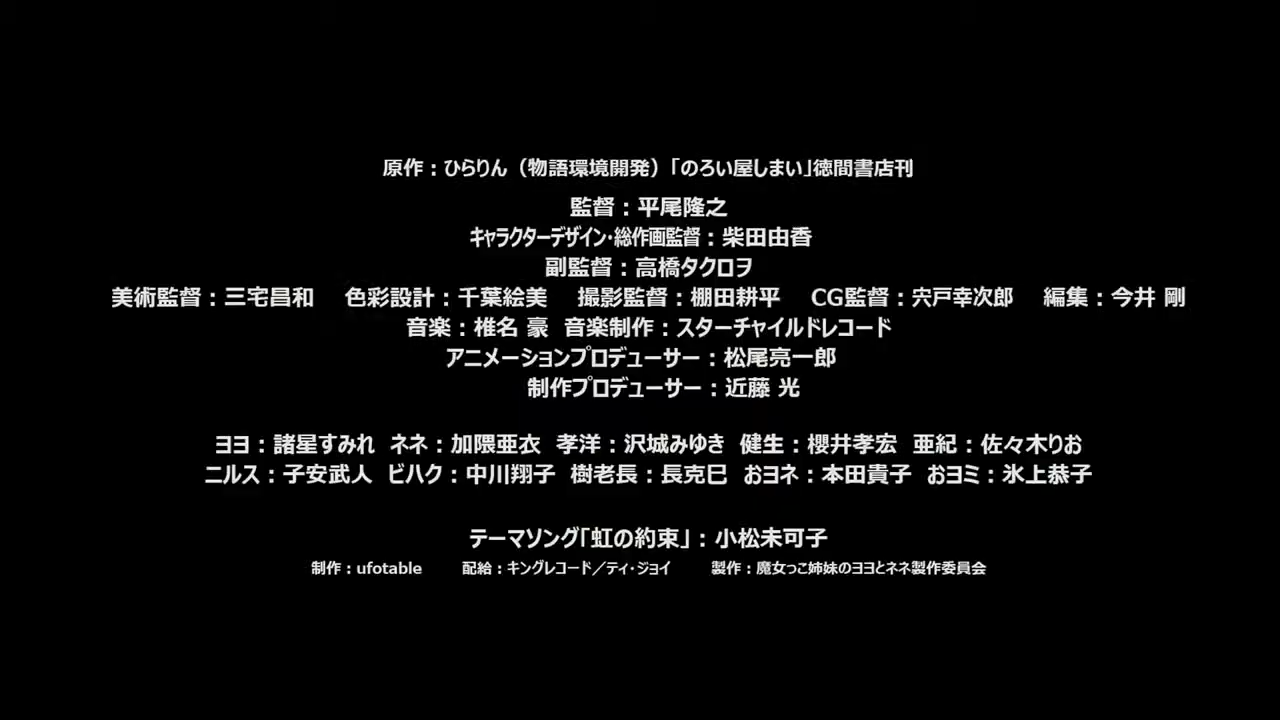 原作：ひらりん（物語環境開発）「のろい屋しまい」徳間書店刊
監督：平尾隆之
キャラクターデザイン・総作画監督：柴田由香
副監督：高橋タクロヲ
美術監督：三宅昌和　色彩設計：千葉絵美　撮影監督：棚田耕平　CG監督：宍戸幸次郎　編集：今井 剛
音楽：椎名 豪　音楽制作：スターチャイルドレコード
アニメーションプロデューサー：松尾亮一郎
制作プロデューサー：近藤 光
ヨヨ：諸星すみれ　ネネ：加隈亜衣　孝洋：沢城みゆき　健生：櫻井孝宏　亜紀：佐々木りお
ニルス：子安武人　ビハク：中川翔子　樹老長：長克巳　おヨネ：本田貴子　おヨミ：氷上恭子
テーマソング「虹の約束」：小松未可子
制作：ufotable　配給：キングレコード／ティ・ジョイ　製作：魔女っこ姉妹のヨヨとネネ製作委員会